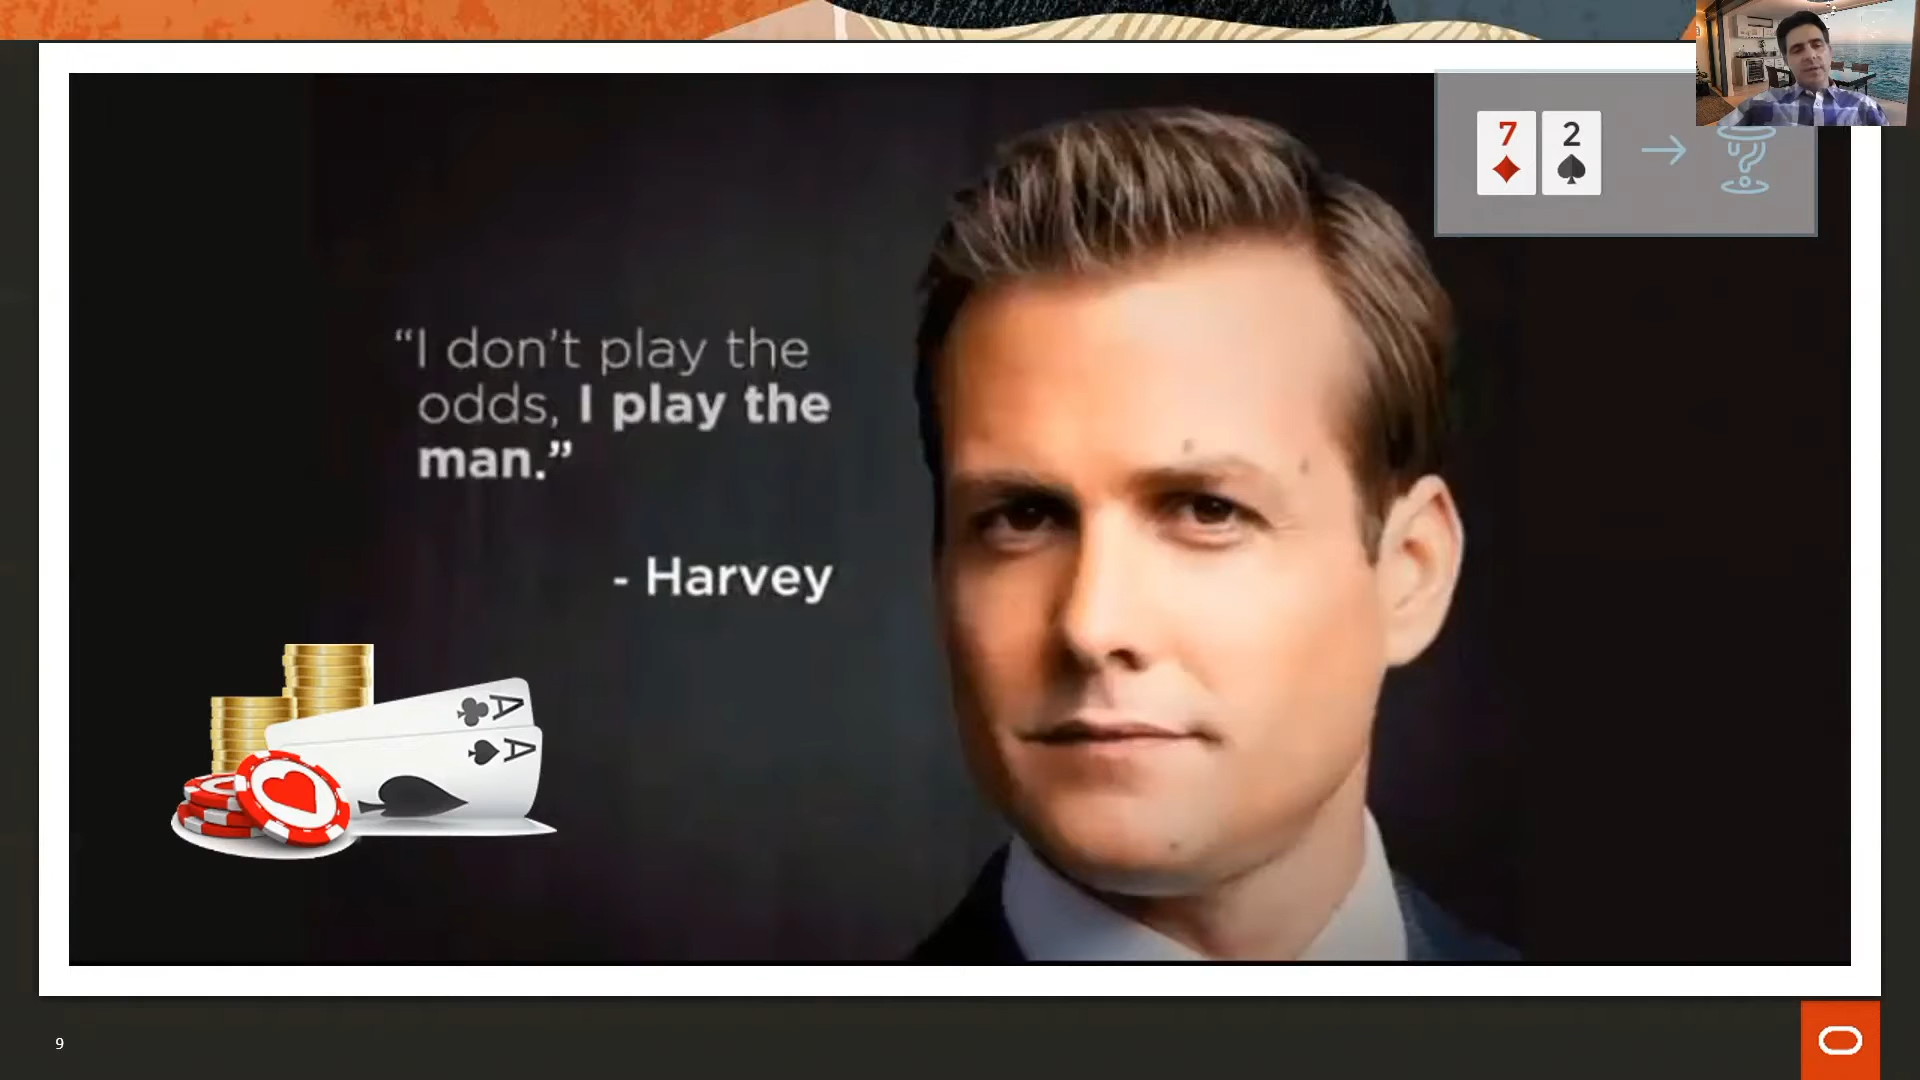 7 2
“I don’t play the
odds, I play the
man.”
- Harvey
A
A
9